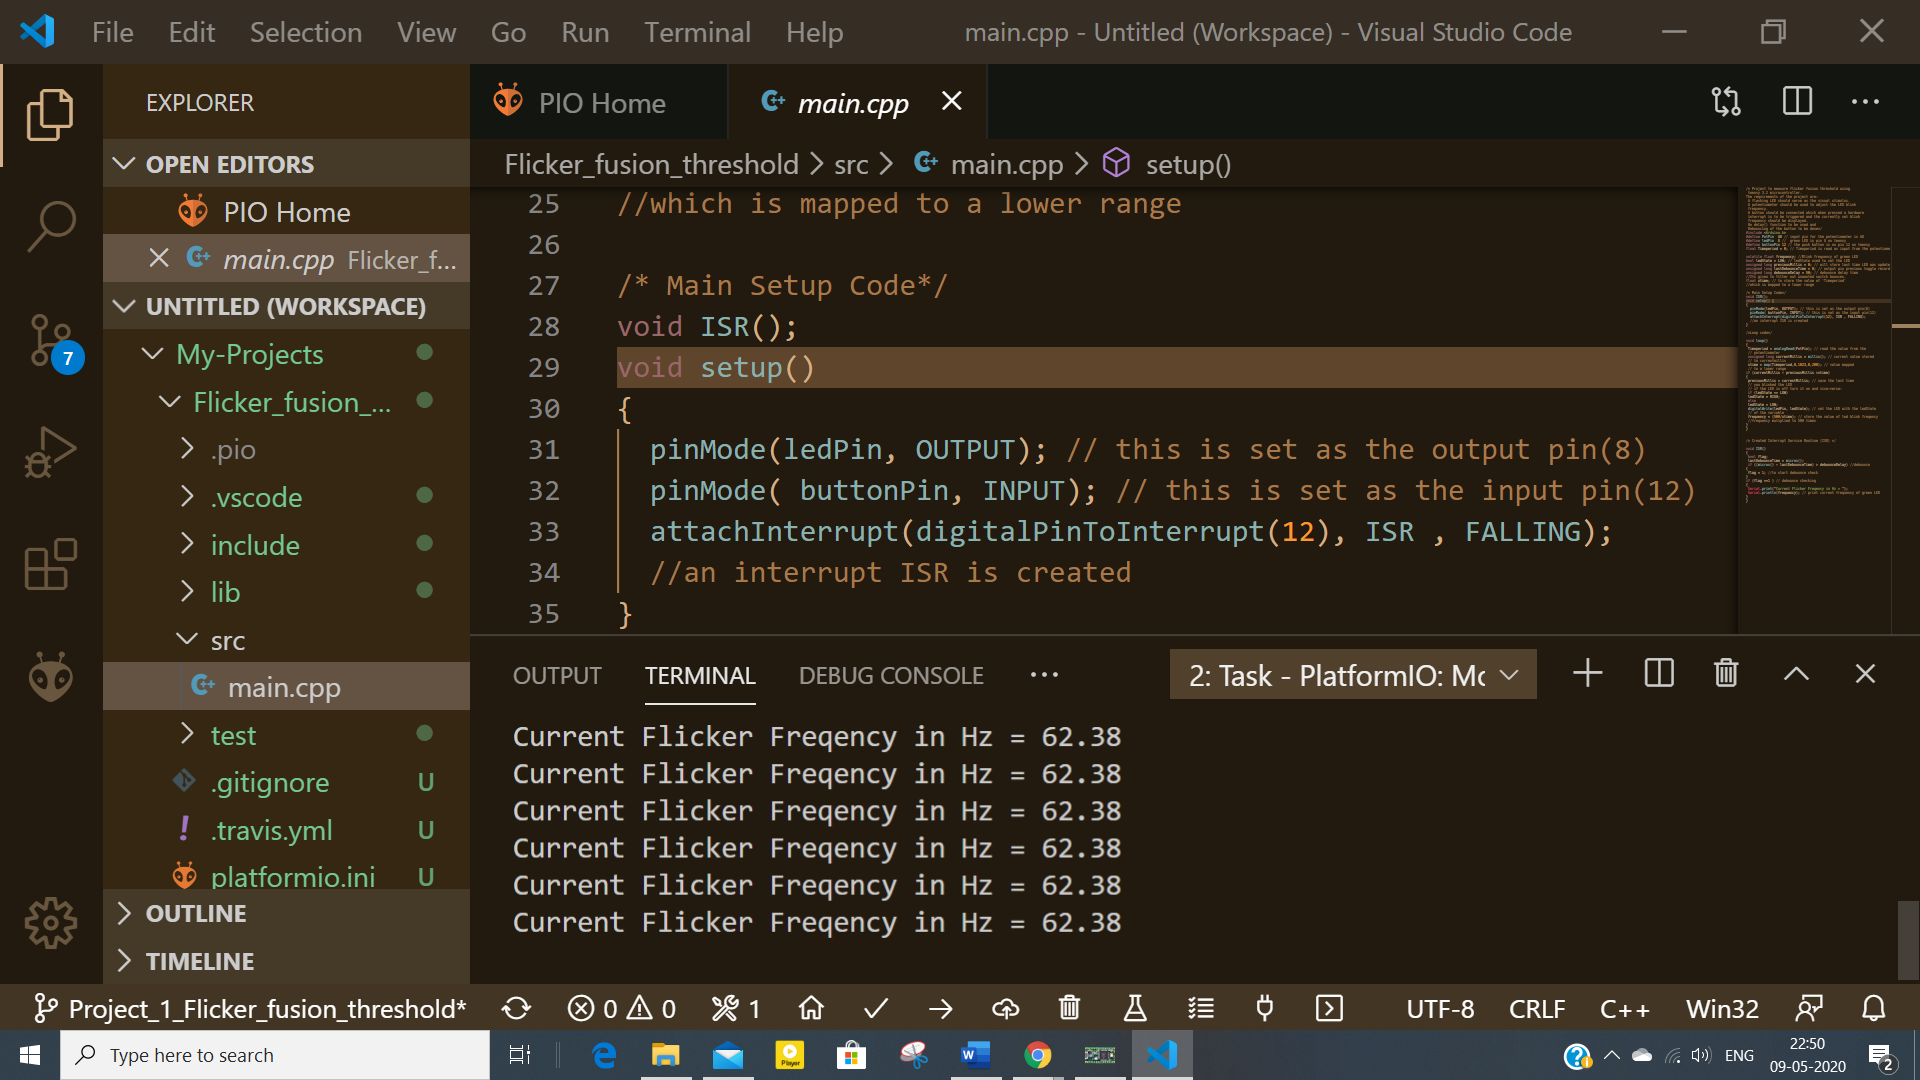 File Edit Selection View Go Run Terminal Help main.cpp - Untitled (Workspace) - Visual Studio Code
EXPLORER
OPEN EDITORS
PIO Home
main.cpp Flicker_f...
UNTITLED (WORKSPACE)
My-Projects
Flicker_fusion_...
.pio
.vscode
include
lib
src
main.cpp
test
.gitignore U
.travis.yml U
platformio.ini U
OUTLINE
TIMELINE
7
PIO Home main.cpp
Flicker_fusion_threshold > src > main.cpp > setup()
25 //which is mapped to a lower range
26
27 /* Main Setup Code*/
28 void ISR();
29 void setup()
30 {
31 pinMode(ledPin, OUTPUT); // this is set as the output pin(8)
32 pinMode( buttonPin, INPUT); // this is set as the input pin(12)
33 attachInterrupt(digitalPinToInterrupt(12), ISR , FALLING);
34 //an interrupt ISR is created
35 }
OUTPUT TERMINAL DEBUG CONSOLE ... 2: Task - PlatformIO: Mc
Current Flicker Freqency in Hz = 62.38
Current Flicker Freqency in Hz = 62.38
Current Flicker Freqency in Hz = 62.38
Current Flicker Freqency in Hz = 62.38
Current Flicker Freqency in Hz = 62.38
Current Flicker Freqency in Hz = 62.38
Project_1_Flicker_fusion_threshold* 0 0 1 UTF-8 CRLF C++ Win32
Type here to search
Player
W
ENG
22:50
09-05-2020
2